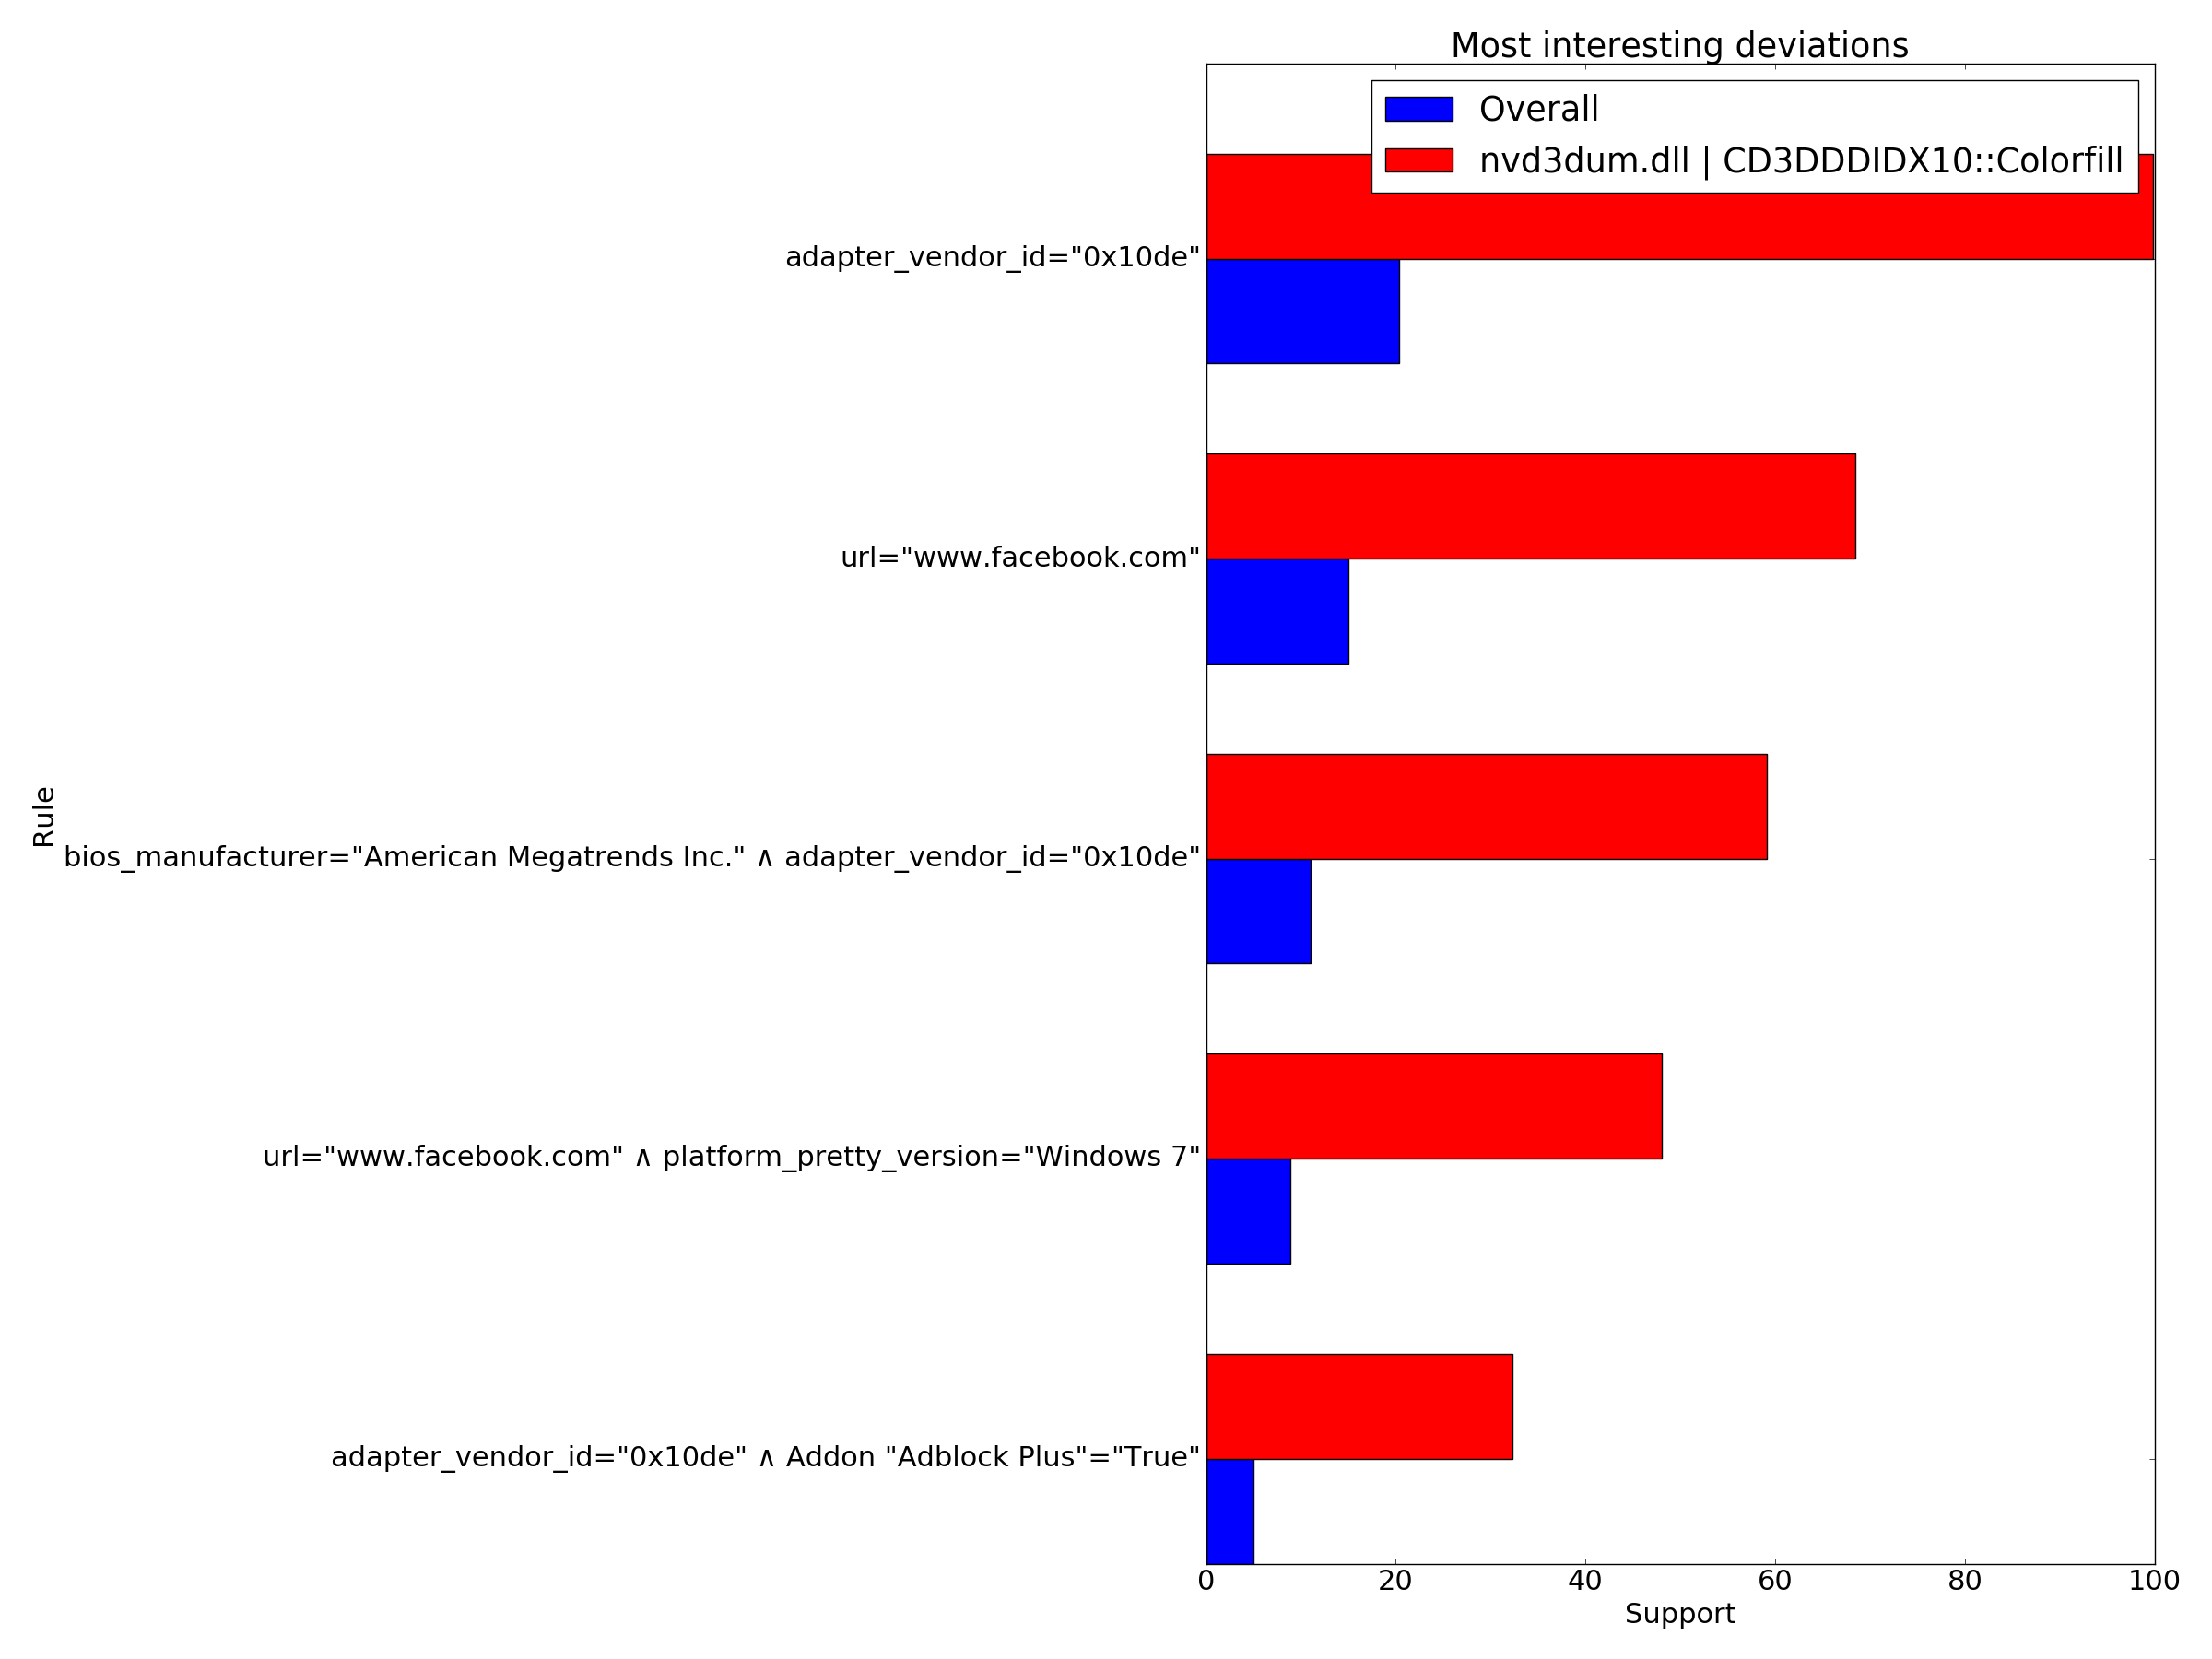 Most interesting deviations
Overall
nvd3dum.dll | CD3DDDIDX10::Colorfill
adapter_vendor_id="0x10de"
url="www.facebook.com"
Rule
bios_manufacturer="American Megatrends Inc." ∧ adapter_vendor_id="0x10de"
url="www.facebook.com" ∧ platform_pretty_version="Windows 7"
adapter_vendor_id="0x10de" ∧ Addon "Adblock Plus"="True"
0 20 40 60 80 100
Support